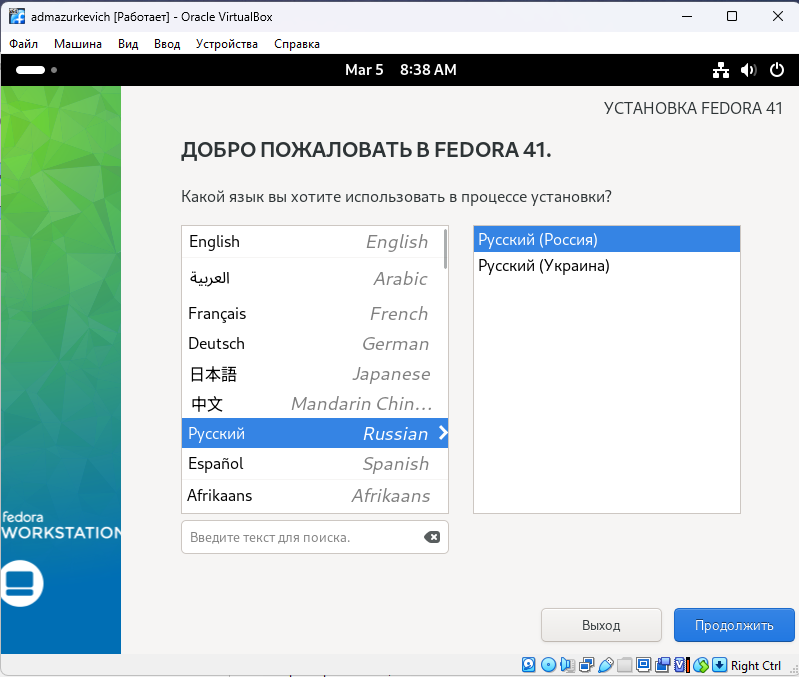 admazurkevich [Работает] - Oracle VirtualBox
Файл Машина Вид Ввод Устройства Справка
Mar 5 8:38 AM
УСТАНОВКА FEDORA 41
ДОБРО ПОЖАЛОВАТЬ В FEDORA 41.
Какой язык вы хотите использовать в процессе установки?
English English
العربية Arabic
Français French
Deutsch German
日本語 Japanese
中文 Mandarin Chin...
Русский Russian
Español Spanish
Afrikaans Afrikaans
Русский (Россия)
Русский (Украина)
Введите текст для поиска.
fedora
WORKSTATION
Выход Продолжить
Right Ctrl